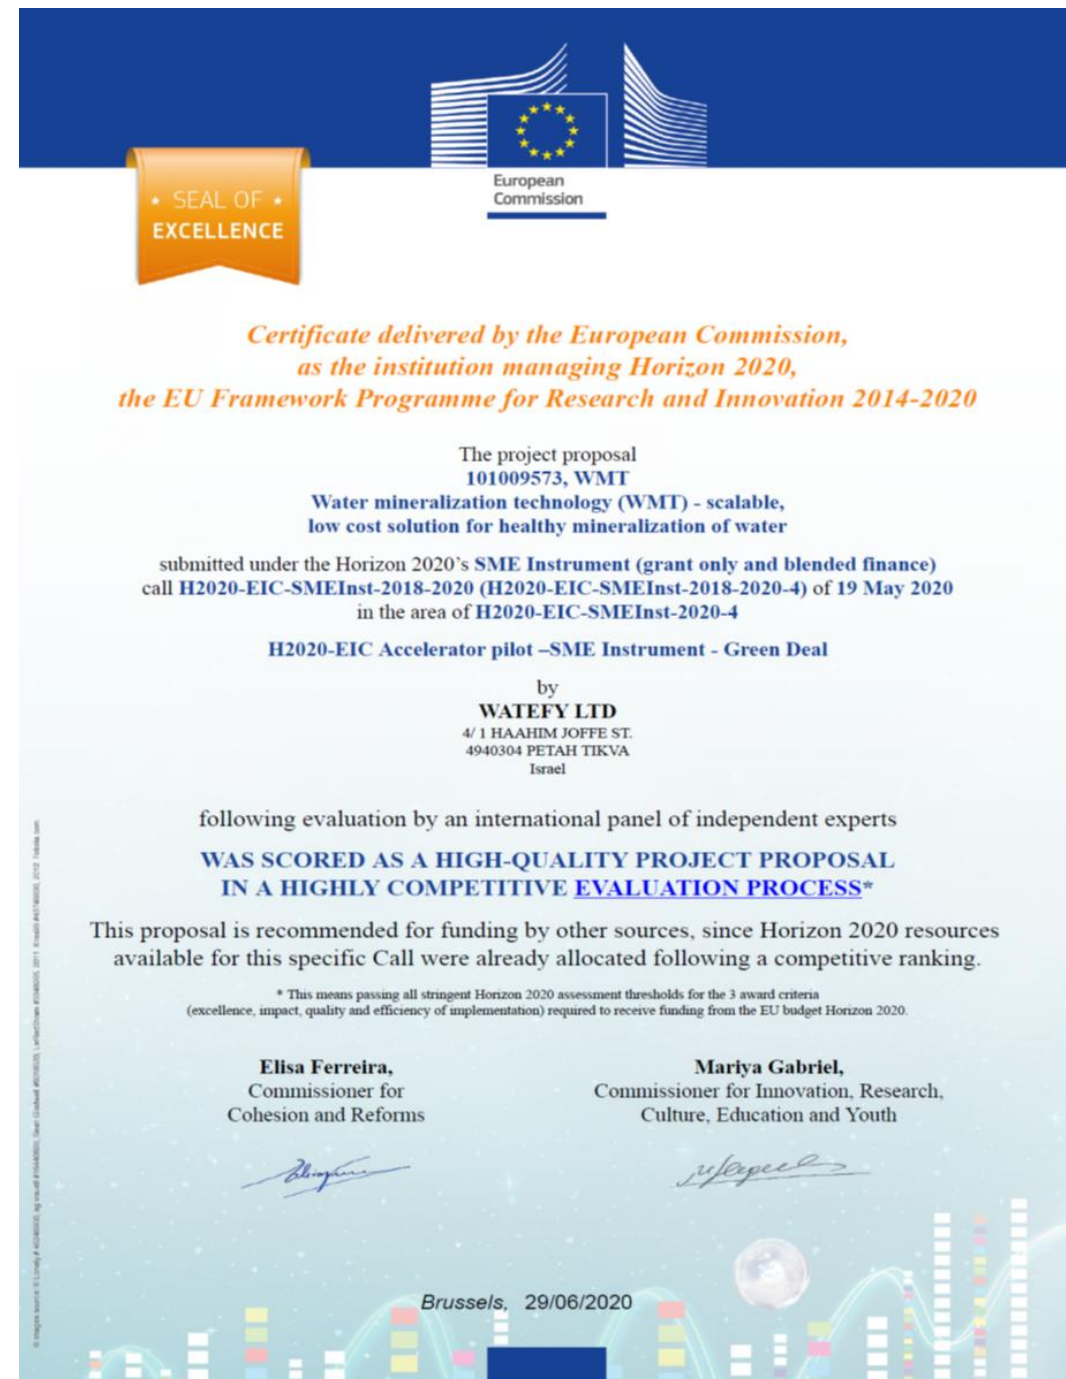 European
Commission
★ SEAL OF ★
EXCELLENCE
Certificate delivered by the European Commission,
as the institution managing Horizon 2020,
the EU Framework Programme for Research and Innovation 2014-2020
The project proposal
101009573, WMT
Water mineralization technology (WMT) - scalable,
low cost solution for healthy mineralization of water
submitted under the Horizon 2020’s SME Instrument (grant only and blended finance)
call H2020-EIC-SMEInst-2018-2020 (H2020-EIC-SMEInst-2018-2020-4) of 19 May 2020
in the area of H2020-EIC-SMEInst-2020-4
H2020-EIC Accelerator pilot –SME Instrument - Green Deal
by
WATEFY LTD
4/ 1 HAAHIM JOFFE ST.
4940304 PETAH TIKVA
Israel
following evaluation by an international panel of independent experts
WAS SCORED AS A HIGH-QUALITY PROJECT PROPOSAL
IN A HIGHLY COMPETITIVE EVALUATION PROCESS*
This proposal is recommended for funding by other sources, since Horizon 2020 resources
available for this specific Call were already allocated following a competitive ranking.
* This means passing all stringent Horizon 2020 assessment thresholds for the 3 award criteria
(excellence, impact, quality and efficiency of implementation) required to receive funding from the EU budget Horizon 2020.
Elisa Ferreira,
Commissioner for
Cohesion and Reforms
Mariya Gabriel,
Commissioner for Innovation, Research,
Culture, Education and Youth
Brussels, 29/06/2020